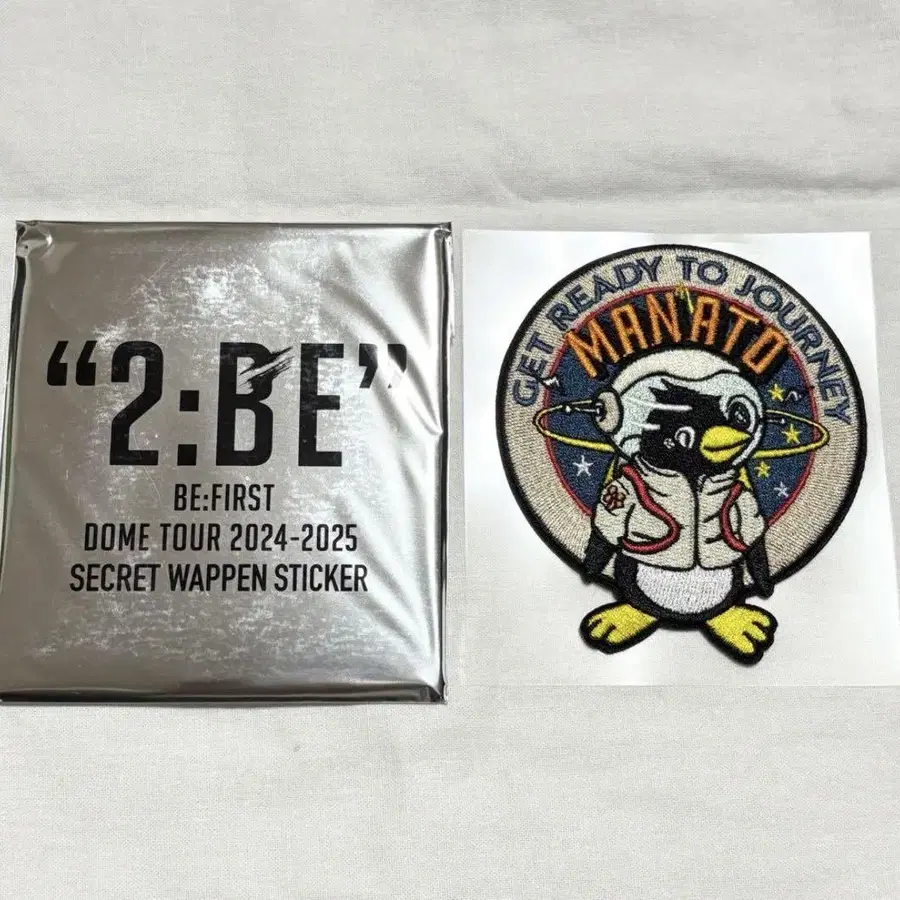 “2:BE”
BE:FIRST
DOME TOUR 2024-2025
SECRET WAPPEN STICKER
GET READY TO JOURNEY
MANATO